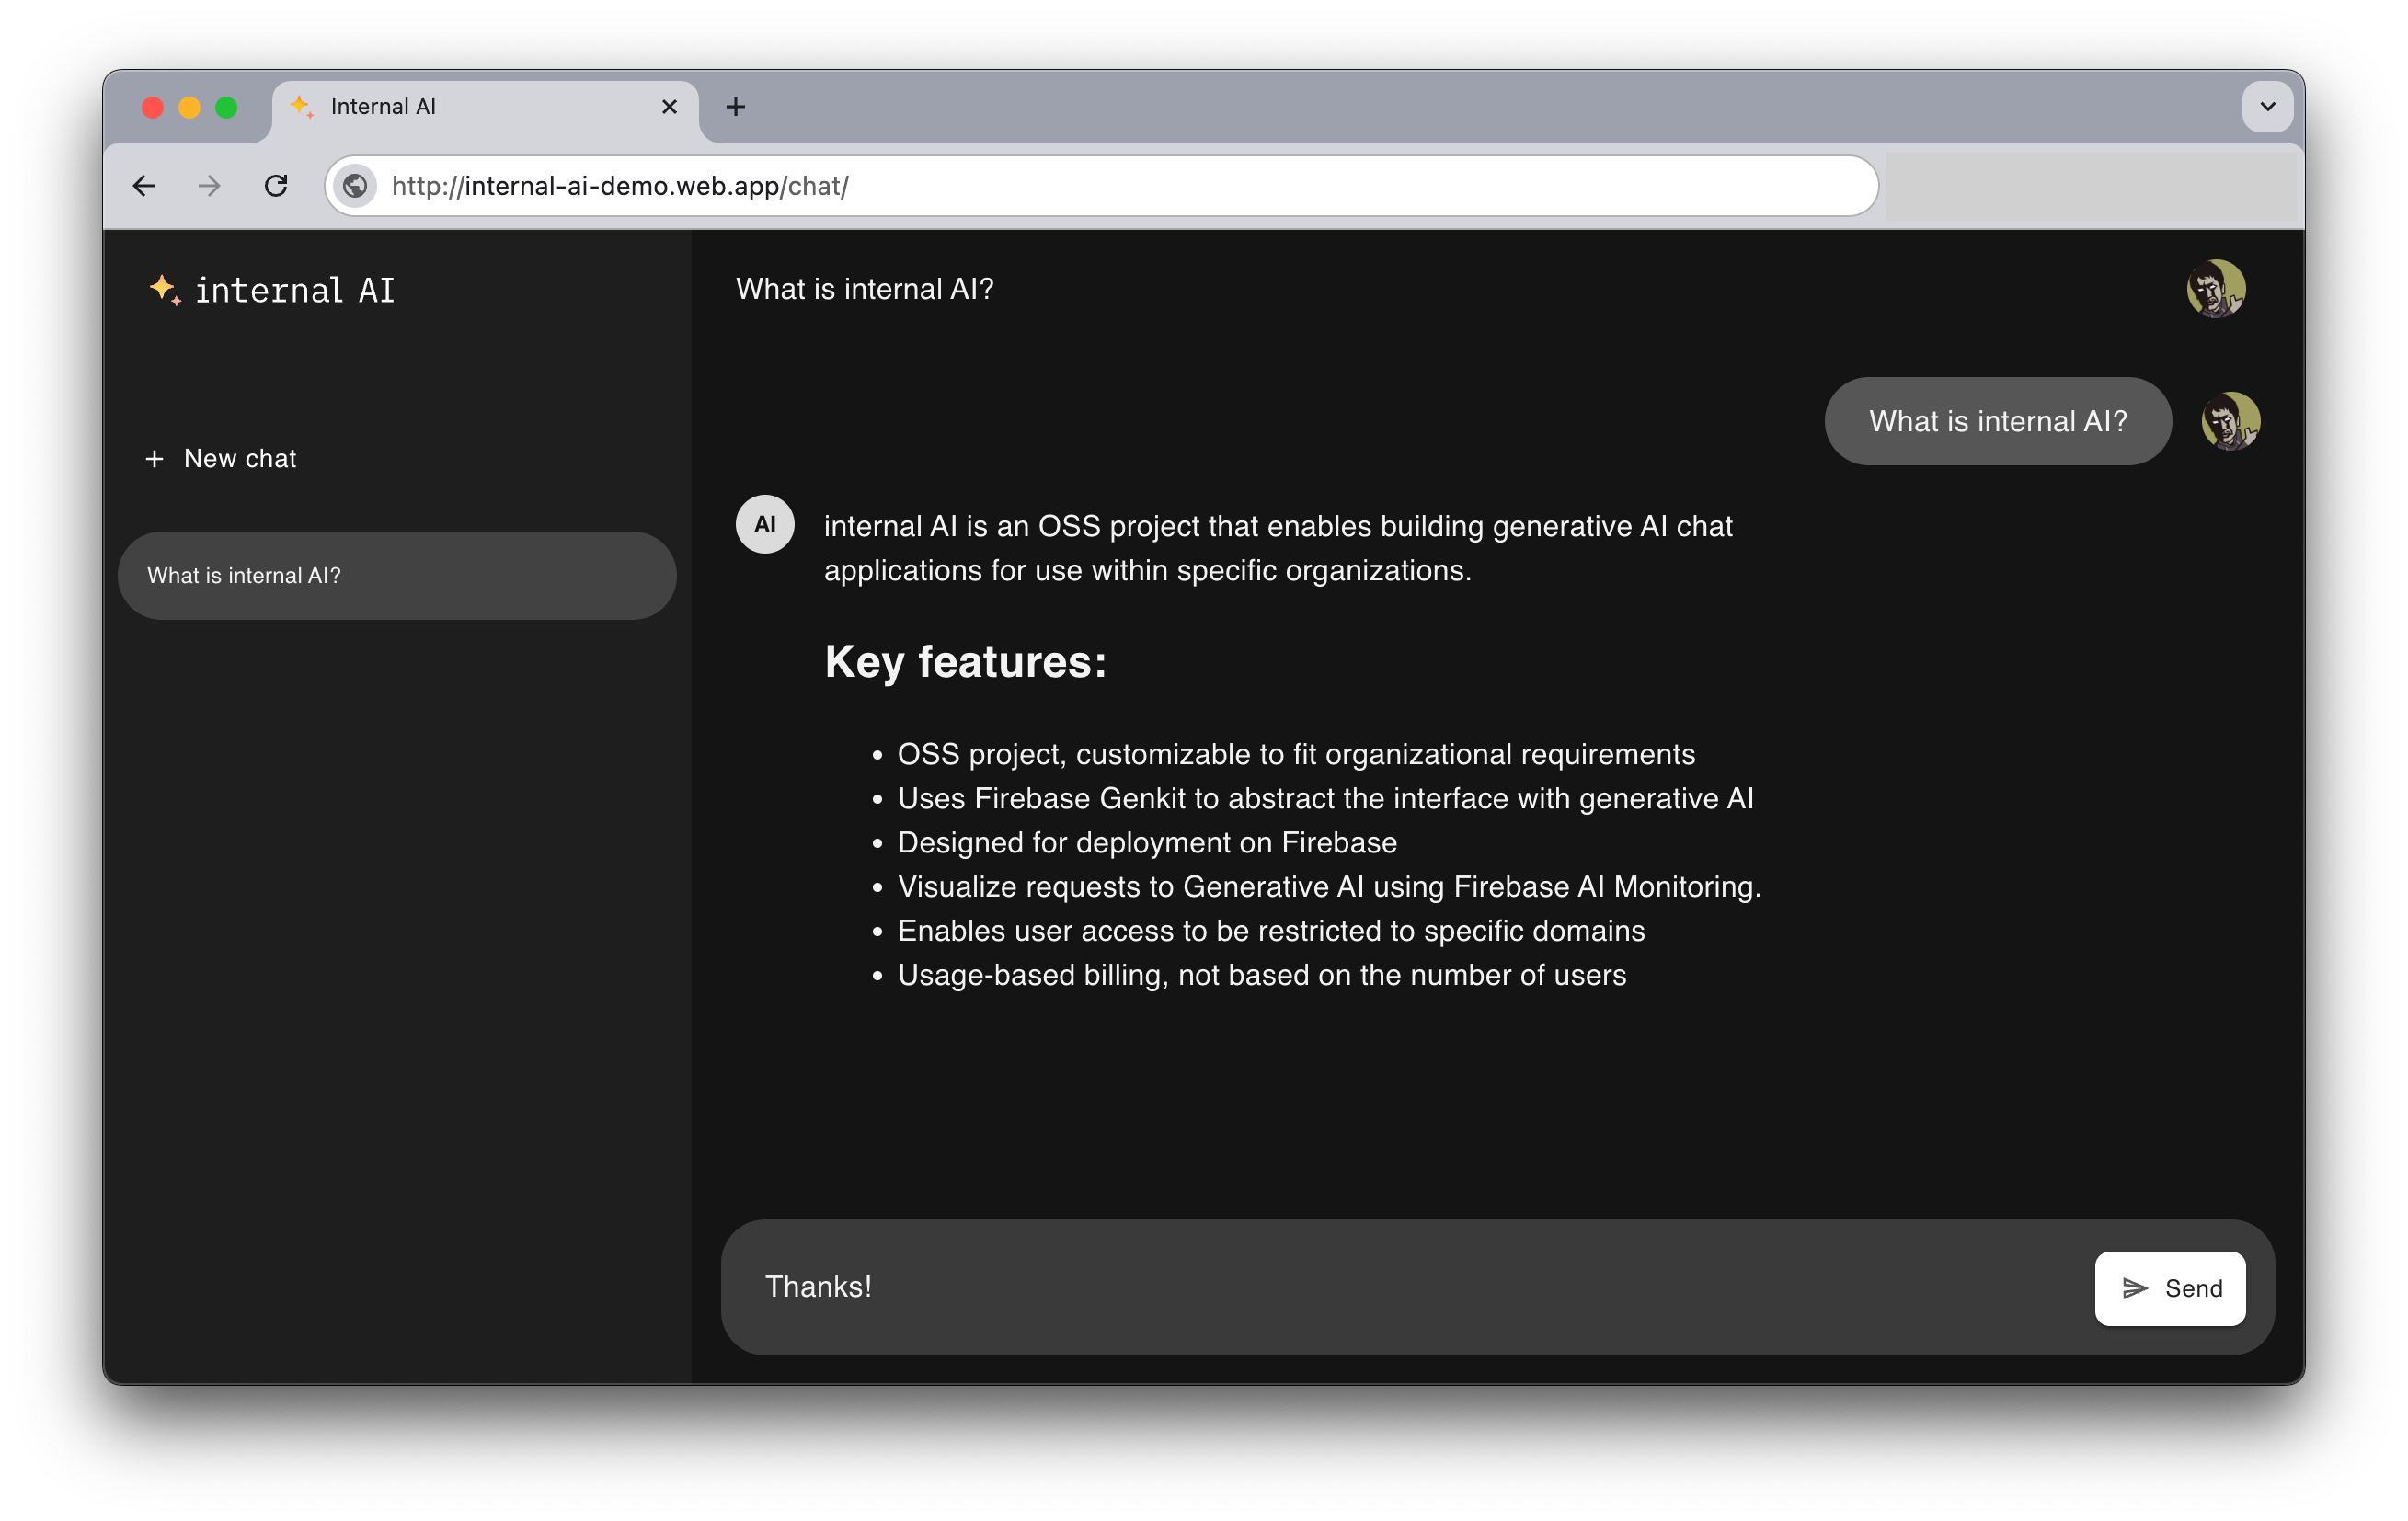 Internal AI
http://internal-ai-demo.web.app/chat/
internal AI
New chat
What is internal AI?
What is internal AI?
What is internal AI?
AI
internal AI is an OSS project that enables building generative AI chat
applications for use within specific organizations.
Key features:
• OSS project, customizable to fit organizational requirements
• Uses Firebase Genkit to abstract the interface with generative AI
• Designed for deployment on Firebase
• Visualize requests to Generative AI using Firebase AI Monitoring.
• Enables user access to be restricted to specific domains
• Usage-based billing, not based on the number of users
Thanks!
Send